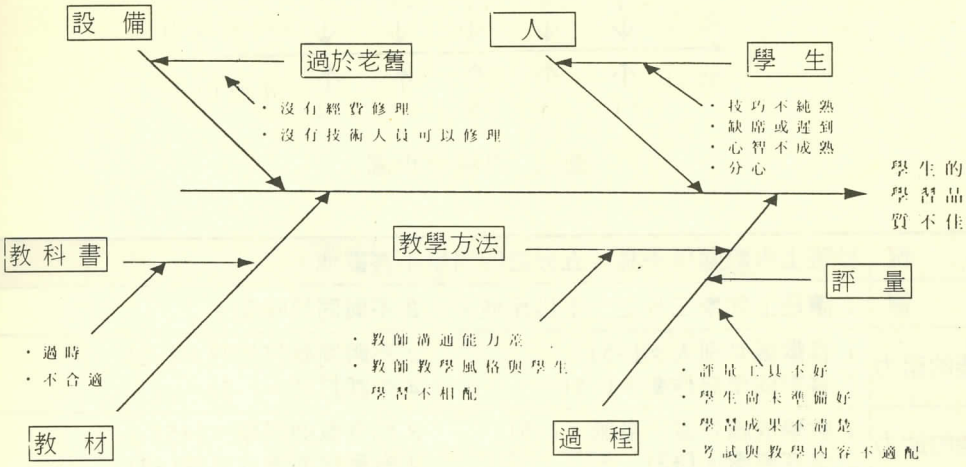 設備
人
過於老舊
學生
・沒有經費修理
・沒有技術人員可以修理
・技巧不純熟
・缺席或遲到
・心智不成熟
・分心
學生的
學習品
質不佳
教科書
教學方法
評量
・過時
・不合適
・教師溝通能力差
・教師教學風格與學生
學習不相配
・評量工具不好
・學生尚未準備好
・學習成果不清楚
・考試與教學內容不適配
教材
過程